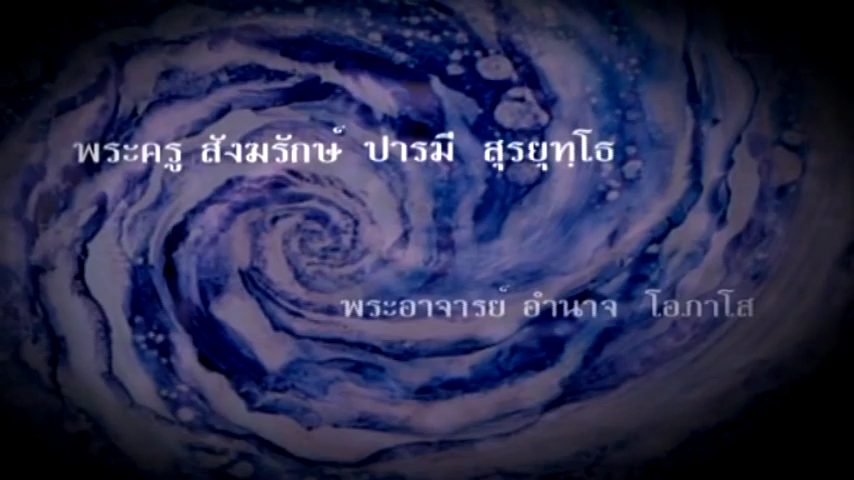 พระครู สังฆรักษ์ ปารมี สุรยุทฺโธ
พระอาจารย์ อำนาจ โอภาโส